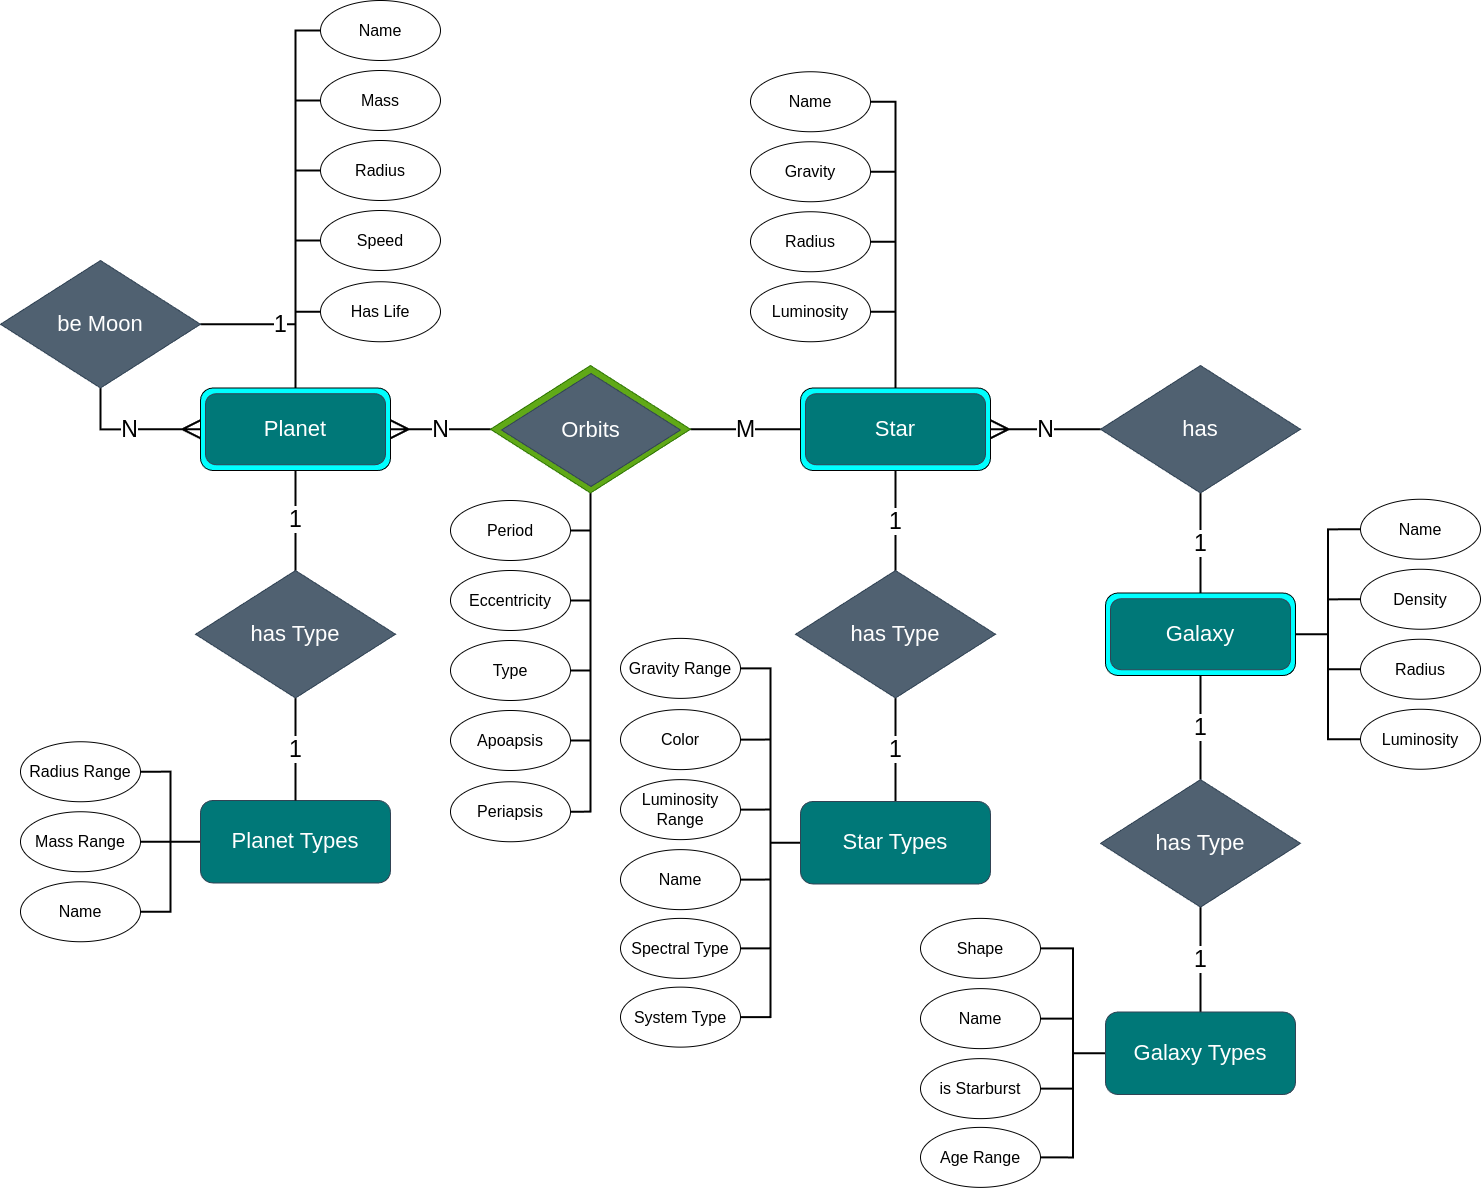 Name
Mass
Radius
Speed
Has Life
Name
Gravity
Radius
Luminosity
be Moon
1
N
Planet
N
Orbits
M
Star
N
has
1
1
1
Period
Eccentricity
Type
Apoapsis
Periapsis
has Type
has Type
Name
Density
Radius
Luminosity
Galaxy
1
1
1
Gravity Range
Color
Luminosity
Range
Name
Spectral Type
System Type
Radius Range
Mass Range
Name
Planet Types
Star Types
has Type
1
Shape
Name
is Starburst
Age Range
Galaxy Types